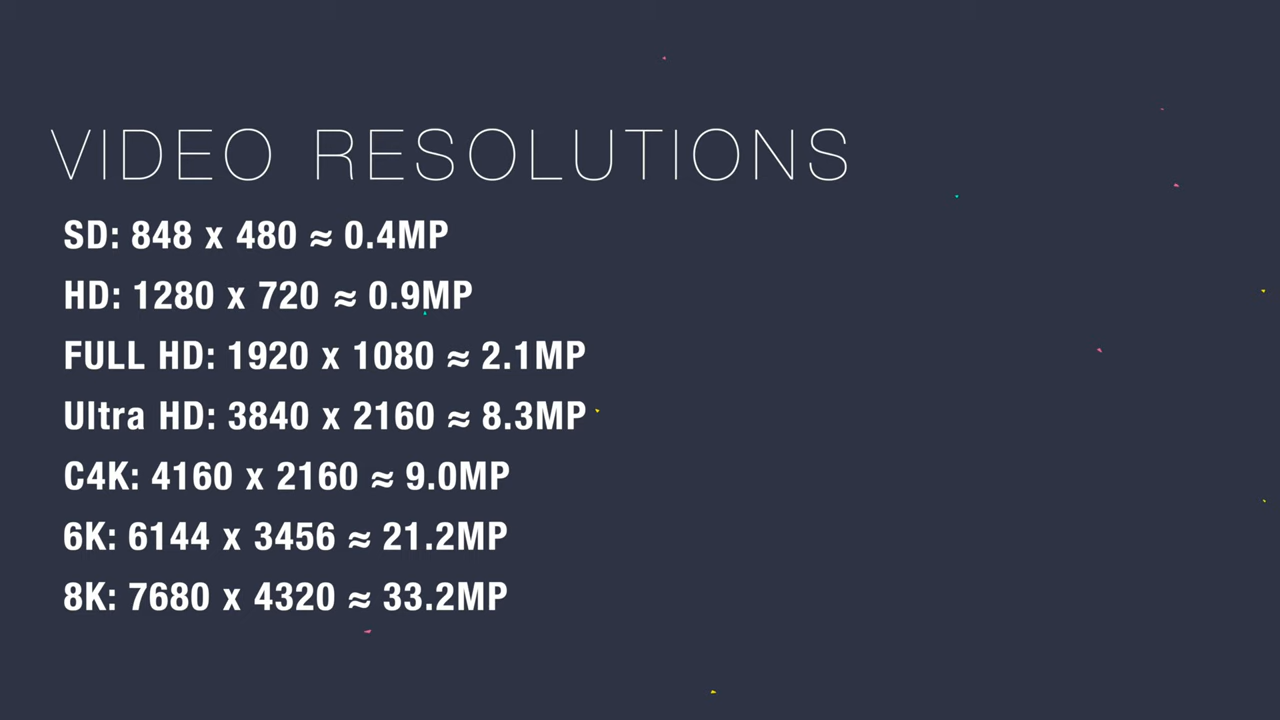 VIDEO RESOLUTIONS
SD: 848 x 480 ≈ 0.4MP
HD: 1280 x 720 ≈ 0.9MP
FULL HD: 1920 x 1080 ≈ 2.1MP
Ultra HD: 3840 x 2160 ≈ 8.3MP
C4K: 4160 x 2160 ≈ 9.0MP
6K: 6144 x 3456 ≈ 21.2MP
8K: 7680 x 4320 ≈ 33.2MP